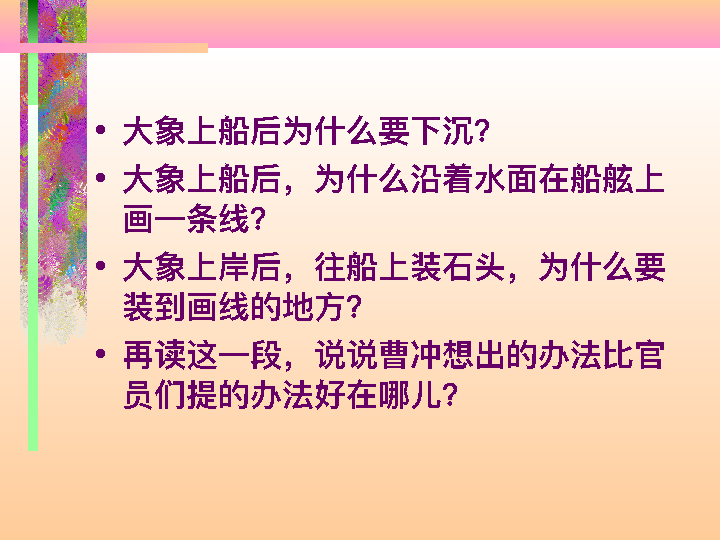 • 大象上船后为什么要下沉？
• 大象上船后，为什么沿着水面在船舷上
画一条线？
• 大象上岸后，往船上装石头，为什么要
装到画线的地方？
• 再读这一段，说说曹冲想出的办法比官
员们提的办法好在哪儿？